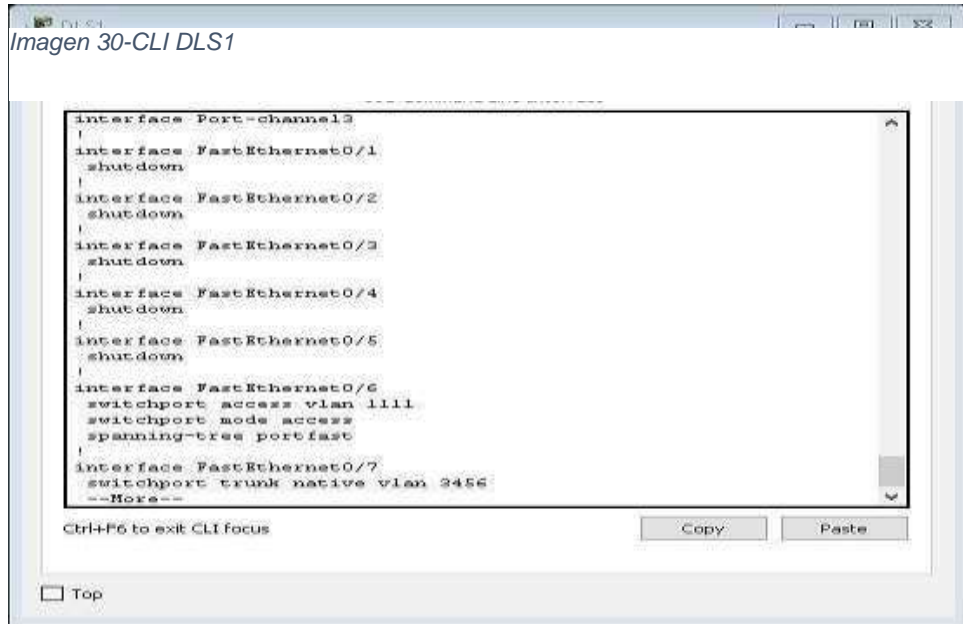 DLS1
Imagen 30-CLI DLS1
interface Port-channel3
!
interface FastEthernet0/1
shutdown
!
interface FastEthernet0/2
shutdown
!
interface FastEthernet0/3
shutdown
!
interface FastEthernet0/4
shutdown
!
interface FastEthernet0/5
shutdown
!
interface FastEthernet0/6
switchport access vlan 1111
switchport mode access
spanning-tree portfast
!
interface FastEthernet0/7
switchport trunk native vlan 3456
--More--
Ctrl+F6 to exit CLI focus
Copy
Paste
Top